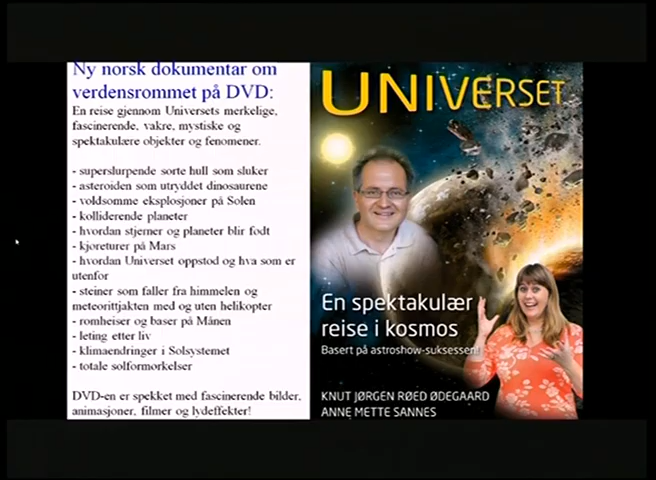 Ny norsk dokumentar om
verdensrommet på DVD:
En reise gjennom Universets merkelige,
fascinerende, vakre, mystiske og
spektakulære objekter og fenomener.
- superslurpende sorte hull som sluker
- asteroiden som utryddet dinosaurene
- voldsomme eksplosjoner på Solen
- kolliderende planeter
- hvordan stjerner og planeter blir født
- kjøreturer på Mars
- hvordan Universet oppstod og hva som er
utenfor
- steiner som faller fra himmelen og
meteorittjakten med og uten helikopter
- romheiser og baser på Månen
- leting etter liv
- klimaendringer i Solsystemet
- totale solformørkelser
DVD-en er spekket med fascinerende bilder,
animasjoner, filmer og lydeffekter!
UNIVERSET
En spektakulær
reise i kosmos
Basert på astroshow-suksessen!
KNUT JØRGEN RØED ØDEGAARD
ANNE METTE SANNES